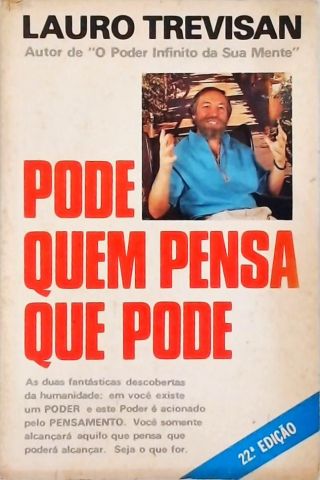 LAURO TREVISAN
Autor de "O Poder Infinito da Sua Mente"
PODE
QUEM PENSA
QUE PODE
As duas fantásticas descobertas
da humanidade: em você existe
um PODER e este Poder é acionado
pelo PENSAMENTO. Você somente
alcançará aquilo que pensa que
poderá alcançar. Seja o que for.
22.ª EDIÇÃO